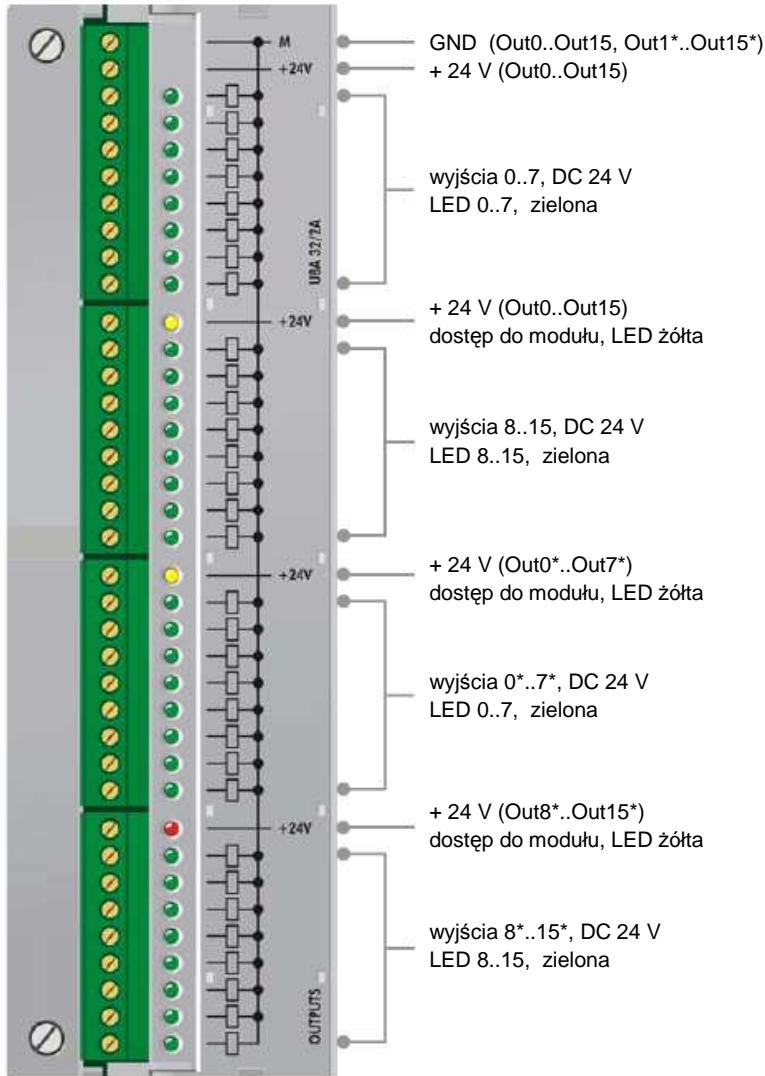 M
GND (Out0..Out15, Out1*..Out15*)
+24V
+ 24 V (Out0..Out15)
wyjścia 0..7, DC 24 V
LED 0..7, zielona
UBA 32/2A
+24V
+ 24 V (Out0..Out15)
dostęp do modułu, LED żółta
wyjścia 8..15, DC 24 V
LED 8..15, zielona
+24V
+ 24 V (Out0*..Out7*)
dostęp do modułu, LED żółta
wyjścia 0*..7*, DC 24 V
LED 0..7, zielona
+24V
+ 24 V (Out8*..Out15*)
dostęp do modułu, LED żółta
wyjścia 8*..15*, DC 24 V
LED 8..15, zielona
OUTPUTS